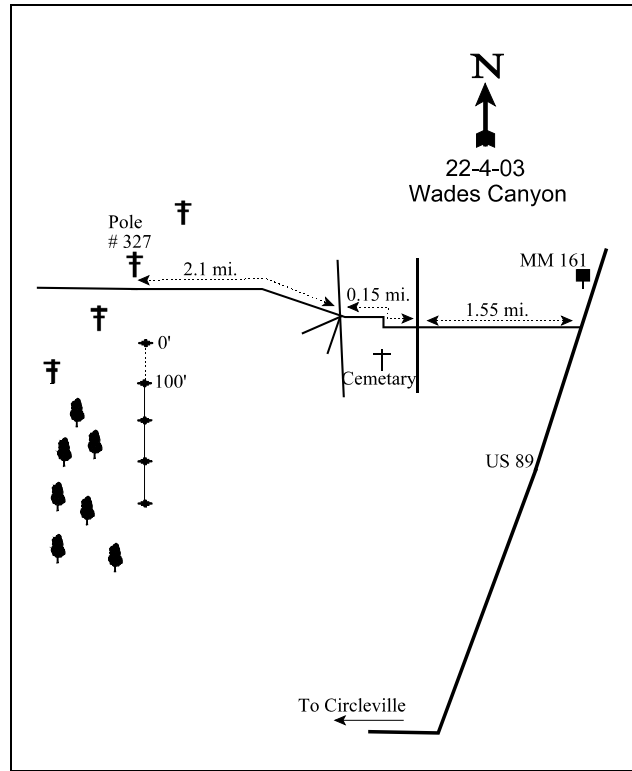 N
22-4-03
Wades Canyon
Pole
# 327
2.1 mi.
MM 161
0.15 mi.
1.55 mi.
0'
100'
Cemetary
US 89
To Circleville